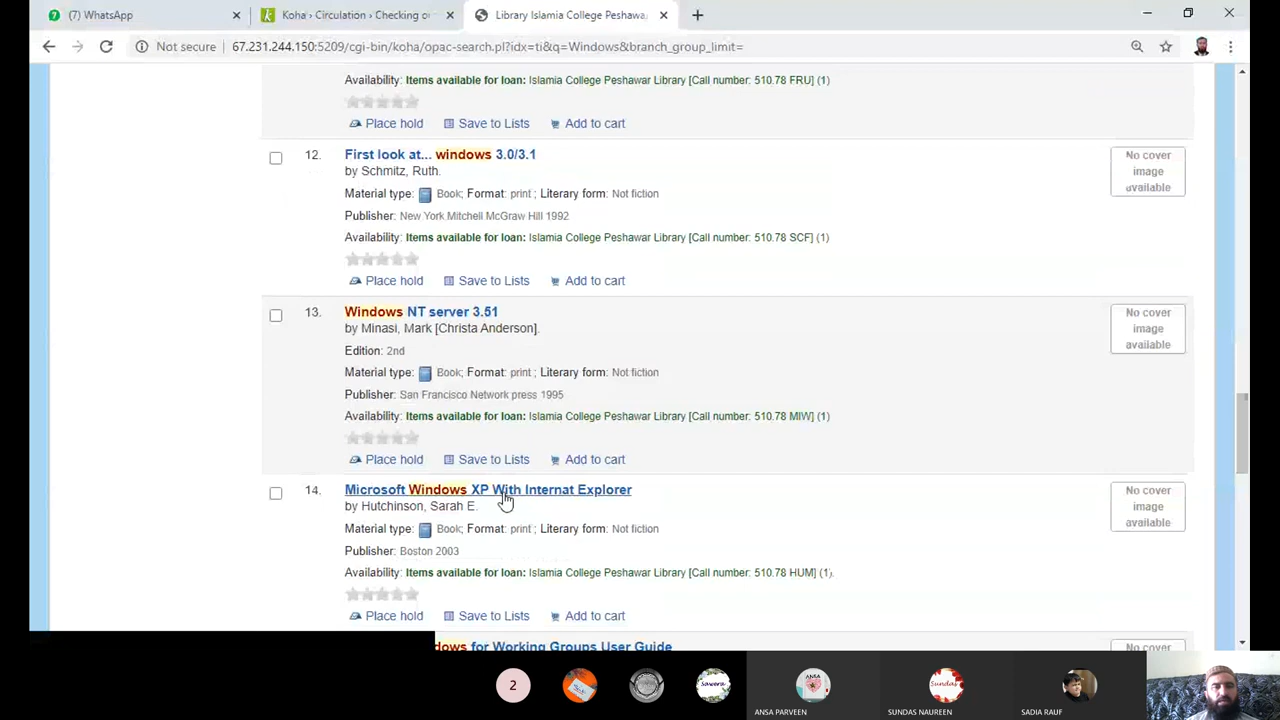 (7) WhatsApp
Koha › Circulation › Checking o
Library Islamia College Peshawa
Not secure
67.231.244.150:5209/cgi-bin/koha/opac-search.pl?idx=ti&q=Windows&branch_group_limit=
Availability: Items available for loan: Islamia College Peshawar Library [Call number: 510.78 FRU] (1)
Place hold Save to Lists Add to cart
12. First look at... windows 3.0/3.1
by Schmitz, Ruth.
Material type: Book; Format: print ; Literary form: Not fiction
Publisher: New York Mitchell McGraw Hill 1992
Availability: Items available for loan: Islamia College Peshawar Library [Call number: 510.78 SCF] (1)
Place hold Save to Lists Add to cart
No cover
image
available
13. Windows NT server 3.51
by Minasi, Mark [Christa Anderson].
Edition: 2nd
Material type: Book; Format: print ; Literary form: Not fiction
Publisher: San Francisco Network press 1995
Availability: Items available for loan: Islamia College Peshawar Library [Call number: 510.78 MIW] (1)
Place hold Save to Lists Add to cart
No cover
image
available
14. Microsoft Windows XP With Internat Explorer
by Hutchinson, Sarah E.
Material type: Book; Format: print ; Literary form: Not fiction
Publisher: Boston 2003
Availability: Items available for loan: Islamia College Peshawar Library [Call number: 510.78 HUM] (1).
Place hold Save to Lists Add to cart
No cover
image
available
dows for Working Groups User Guide
No cover
2
Sawera
ANSA PARVEEN
Sundas
SUNDAS NAUREEN
SADIA RAUF